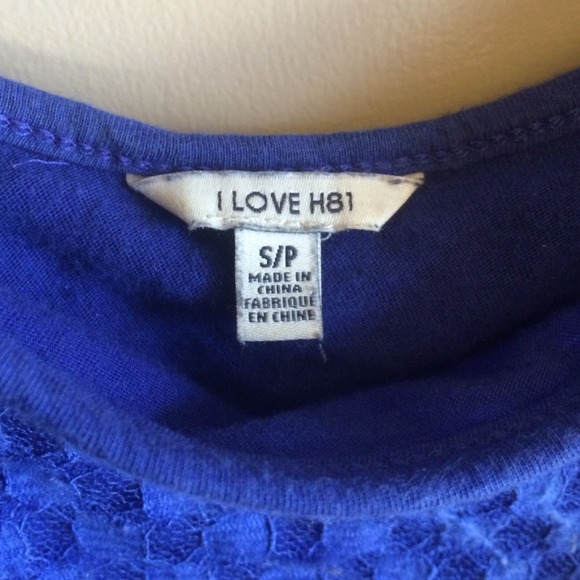 I LOVE H81
S/P
MADE IN
CHINA
FABRIQUÉ
EN CHINE